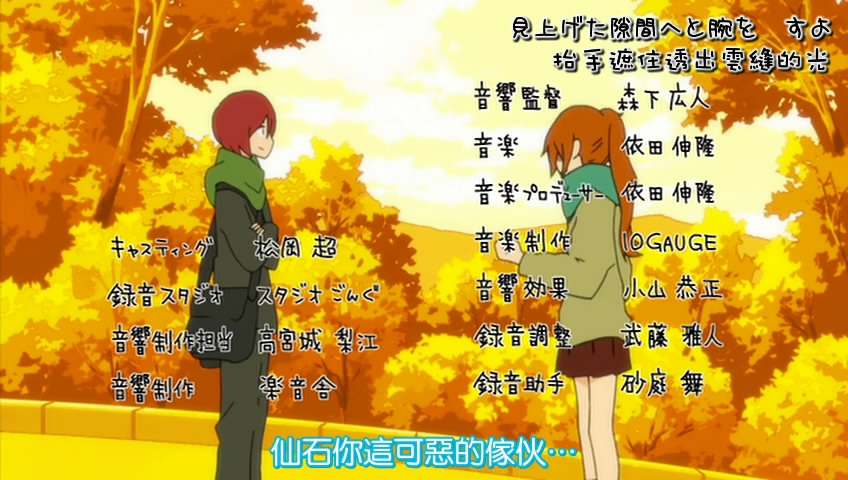 見上げた隙間へと腕を　すよ
抬手遮住透出雲縫的光
音響監督　森下 広人
音楽　依田 伸隆
音楽プロデューサー　依田 伸隆
音楽制作　10GAUGE
音響効果　小山 恭正
録音調整　武藤 雅人
録音助手　砂庭 舞
キャスティング　松岡 超
録音スタジオ　スタジオごんぐ
音響制作担当　高宮城 梨江
音響制作　楽音舎
仙石你這可惡的傢伙…